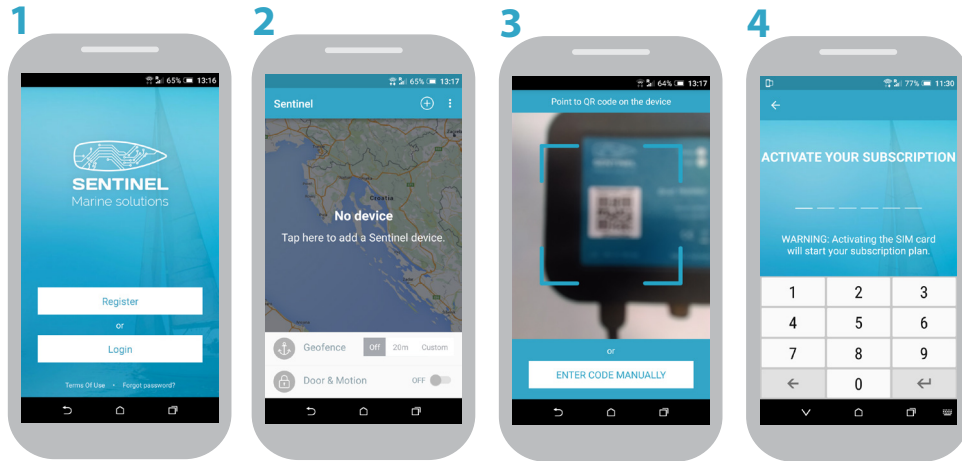 1
13:16
65%
SENTINEL
Marine solutions
Register
or
Login
Terms Of Use • Forgot password?
2
65% 13:17
Sentinel
Croatia
No device
Tap here to add a Sentinel device.
Geofence Off 20m Custom
Door & Motion OFF
3
64% 13:17
Point to QR code on the device
SENTINEL
or
ENTER CODE MANUALLY
4
77% 11:30
ACTIVATE YOUR SUBSCRIPTION
WARNING: Activating the SIM card
will start your subscription plan.
1 2 3
4 5 6
7 8 9
0